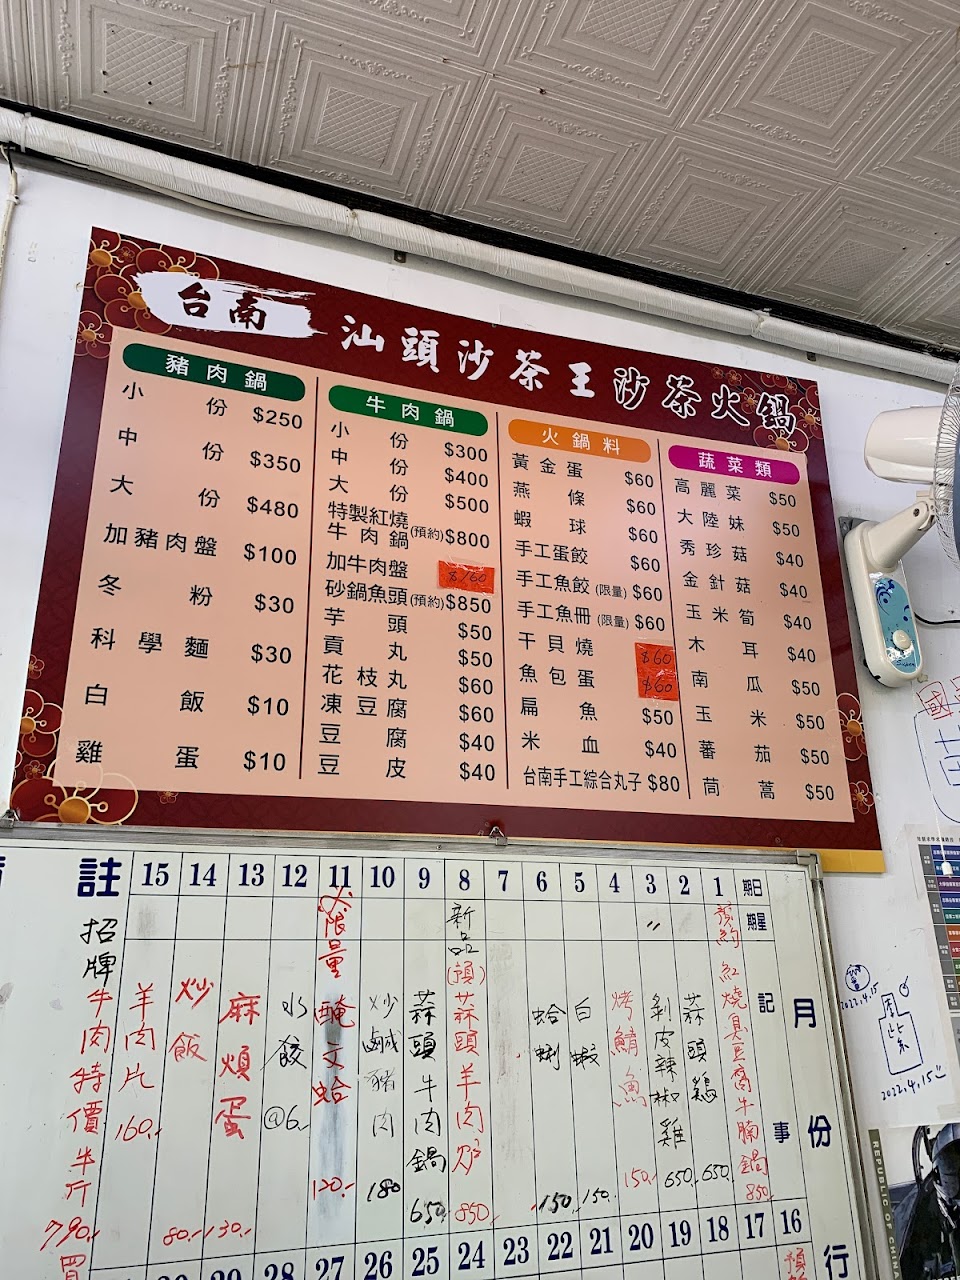 台南 汕頭沙茶王沙茶火鍋
豬肉鍋
小份 $250
中份 $350
大份 $480
加豬肉盤 $100
冬粉 $30
科學麵 $30
白飯 $10
雞蛋 $10
牛肉鍋
小份 $300
中份 $400
大份 $500
特製紅燒
牛肉鍋(預約) $800
加牛肉盤 $160
砂鍋魚頭(預約) $850
芋頭 $50
貢丸 $50
花枝丸 $60
凍豆腐 $60
豆腐 $40
豆皮 $40
火鍋料
黃金蛋 $60
燕條 $60
蝦球 $60
手工蛋餃 $60
手工魚餃(限量) $60
手工魚冊(限量) $60
干貝燒 $60
魚包蛋 $60
扁魚 $50
米血 $40
台南手工綜合丸子 $80
蔬菜類
高麗菜 $50
大陸妹 $50
秀珍菇 $40
金針菇 $40
玉米筍 $40
木耳 $40
南瓜 $50
玉米 $50
蕃茄 $50
茼蒿 $50
註 15 14 13 12 11 10 9 8 7 6 5 4 3 2 1 日期
星期
記事
月份
行
預約 紅燒臭豆腐牛腩鍋 850.
蒜頭雞 650.
剝皮辣椒雞 650.
烤鯖魚 150.
白蝦 150.
蛤蜊 150.
新品(預)蒜頭羊肉炉 850.
蒜頭牛肉鍋 650.
炒鹹豬肉 180
限量 醃文蛤 120.-
水餃 @6.
麻煩蛋 130.-
炒飯 80.-
羊肉片 160.-
招牌牛肉特價半斤 790.-
買
28 27 26 25 24 23 22 21 20 19 18 17 16
預
2022.4.15
2022.4.15
REPUBLIC OF CHINA